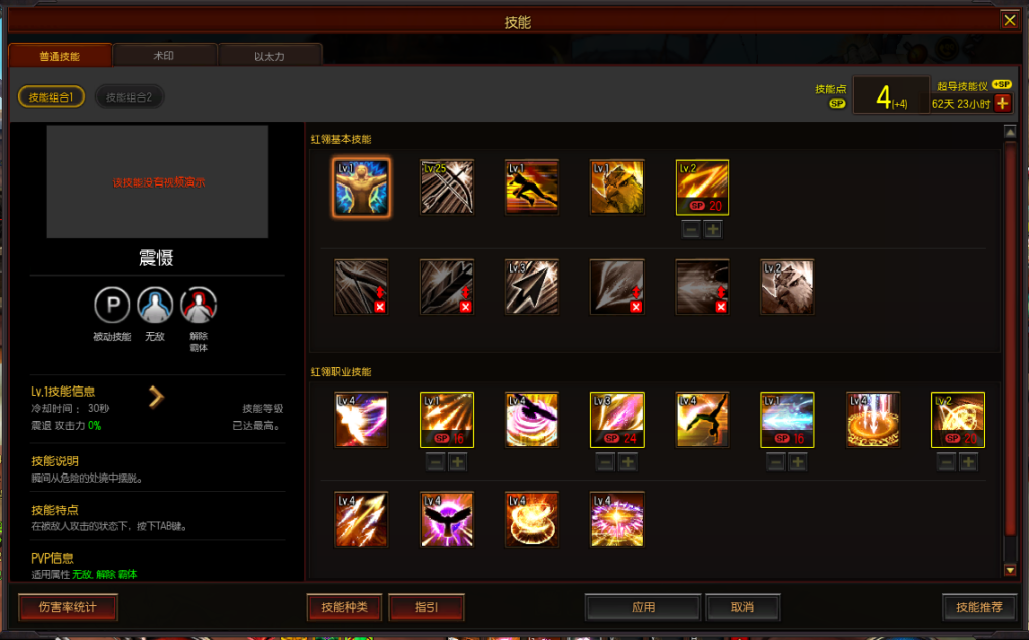 技能
普通技能
术印
以太力
技能组合1
技能组合2
技能点
SP
4(+4)
超导技能仪 +SP
62天 23小时
该技能没有视频演示
震慑
P
被动技能
无敌
解除
霸体
Lv.1技能信息
冷却时间: 30秒
震退 攻击力 0%
技能等级
已达最高。
技能说明
瞬间从危险的处境中摆脱。
技能特点
在被敌人攻击的状态下, 按下TAB键。
PVP信息
适用属性 无敌, 解除 霸体
红翎基本技能
Lv.1
Lv.25
Lv.1
Lv.1
Lv.2
SP 20
Lv.3
Lv.2
红翎职业技能
Lv.4
Lv.1
Lv.4
Lv.3
Lv.4
Lv.1
Lv.4
Lv.2
SP 16
SP 24
SP 16
SP 20
Lv.4
Lv.4
Lv.4
Lv.4
伤害率统计
技能种类
指引
应用
取消
技能推荐